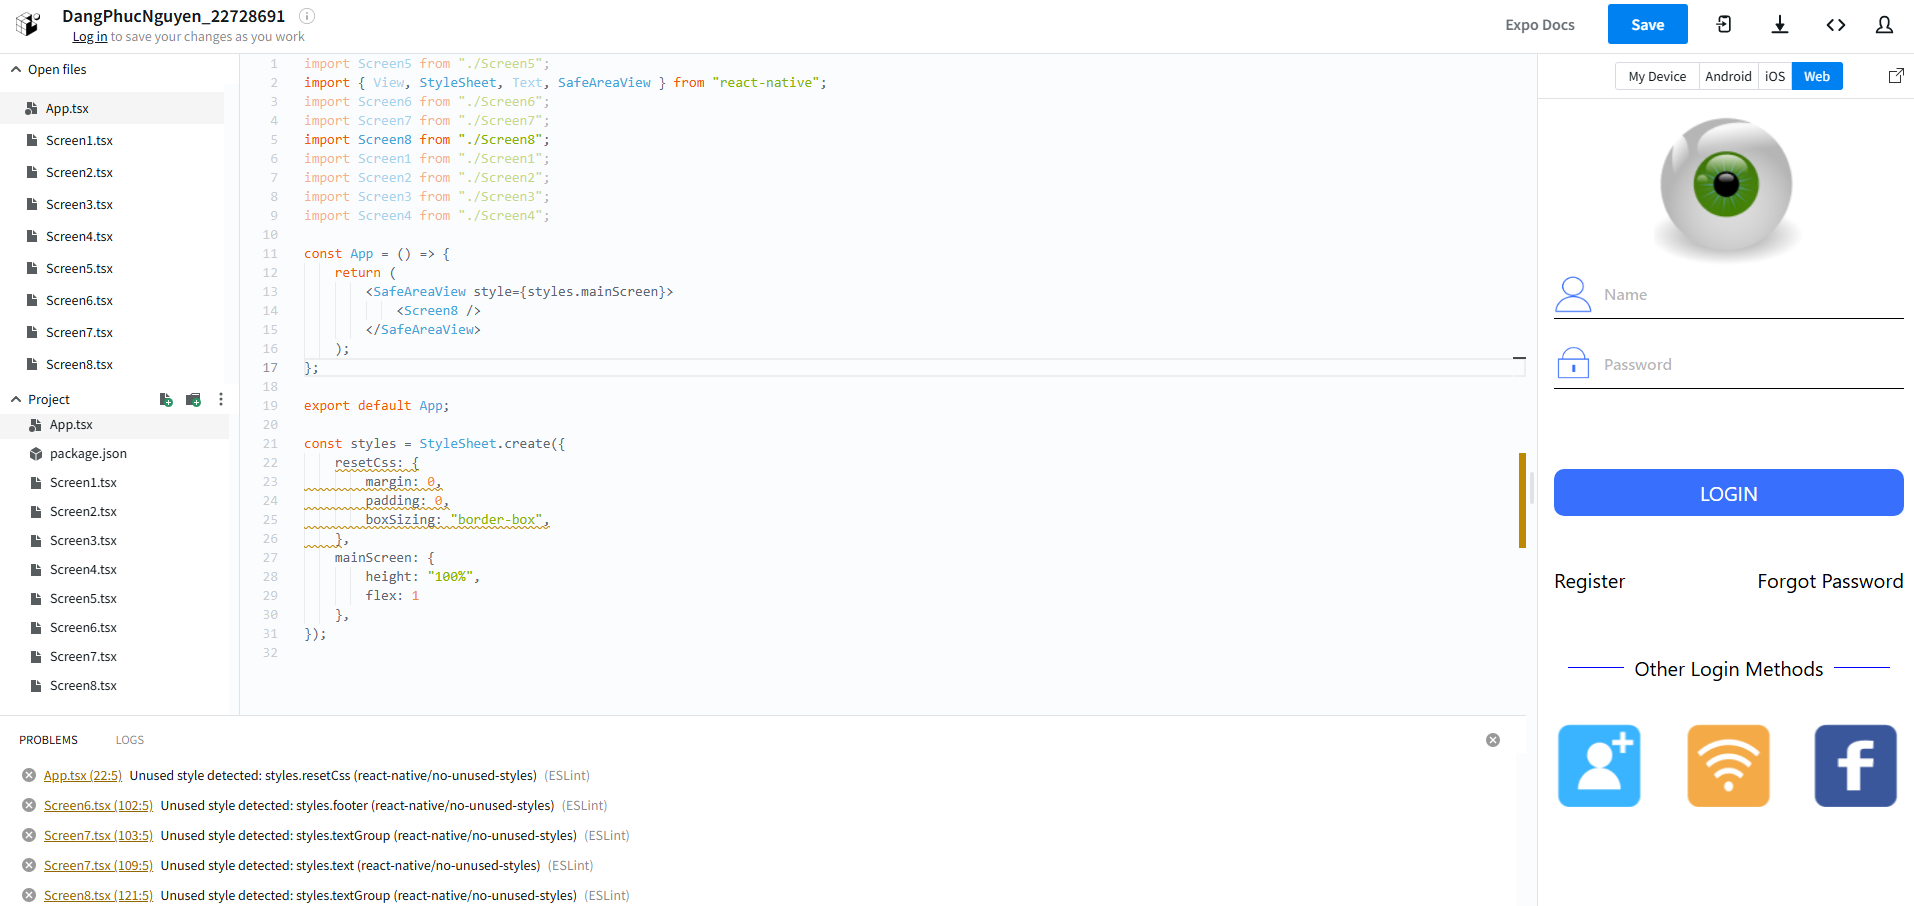 DangPhucNguyen_22728691
Log in to save your changes as you work
Expo Docs
Save
Open files
App.tsx
Screen1.tsx
Screen2.tsx
Screen3.tsx
Screen4.tsx
Screen5.tsx
Screen6.tsx
Screen7.tsx
Screen8.tsx
Project
App.tsx
package.json
Screen1.tsx
Screen2.tsx
Screen3.tsx
Screen4.tsx
Screen5.tsx
Screen6.tsx
Screen7.tsx
Screen8.tsx
1 import Screen5 from "./Screen5";
2 import { View, StyleSheet, Text, SafeAreaView } from "react-native";
3 import Screen6 from "./Screen6";
4 import Screen7 from "./Screen7";
5 import Screen8 from "./Screen8";
6 import Screen1 from "./Screen1";
7 import Screen2 from "./Screen2";
8 import Screen3 from "./Screen3";
9 import Screen4 from "./Screen4";
10
11 const App = () => {
12 return (
13 <SafeAreaView style={styles.mainScreen}>
14 <Screen8 />
15 </SafeAreaView>
16 );
17 };
18
19 export default App;
20
21 const styles = StyleSheet.create({
22 resetCss: {
23 margin: 0,
24 padding: 0,
25 boxSizing: "border-box",
26 },
27 mainScreen: {
28 height: "100%",
29 flex: 1
30 },
31 });
32
My Device Android iOS Web
Name
Password
LOGIN
Register Forgot Password
Other Login Methods
f
PROBLEMS LOGS
App.tsx (22:5) Unused style detected: styles.resetCss (react-native/no-unused-styles) (ESLint)
Screen6.tsx (102:5) Unused style detected: styles.footer (react-native/no-unused-styles) (ESLint)
Screen7.tsx (103:5) Unused style detected: styles.textGroup (react-native/no-unused-styles) (ESLint)
Screen7.tsx (109:5) Unused style detected: styles.text (react-native/no-unused-styles) (ESLint)
Screen8.tsx (121:5) Unused style detected: styles.textGroup (react-native/no-unused-styles) (ESLint)